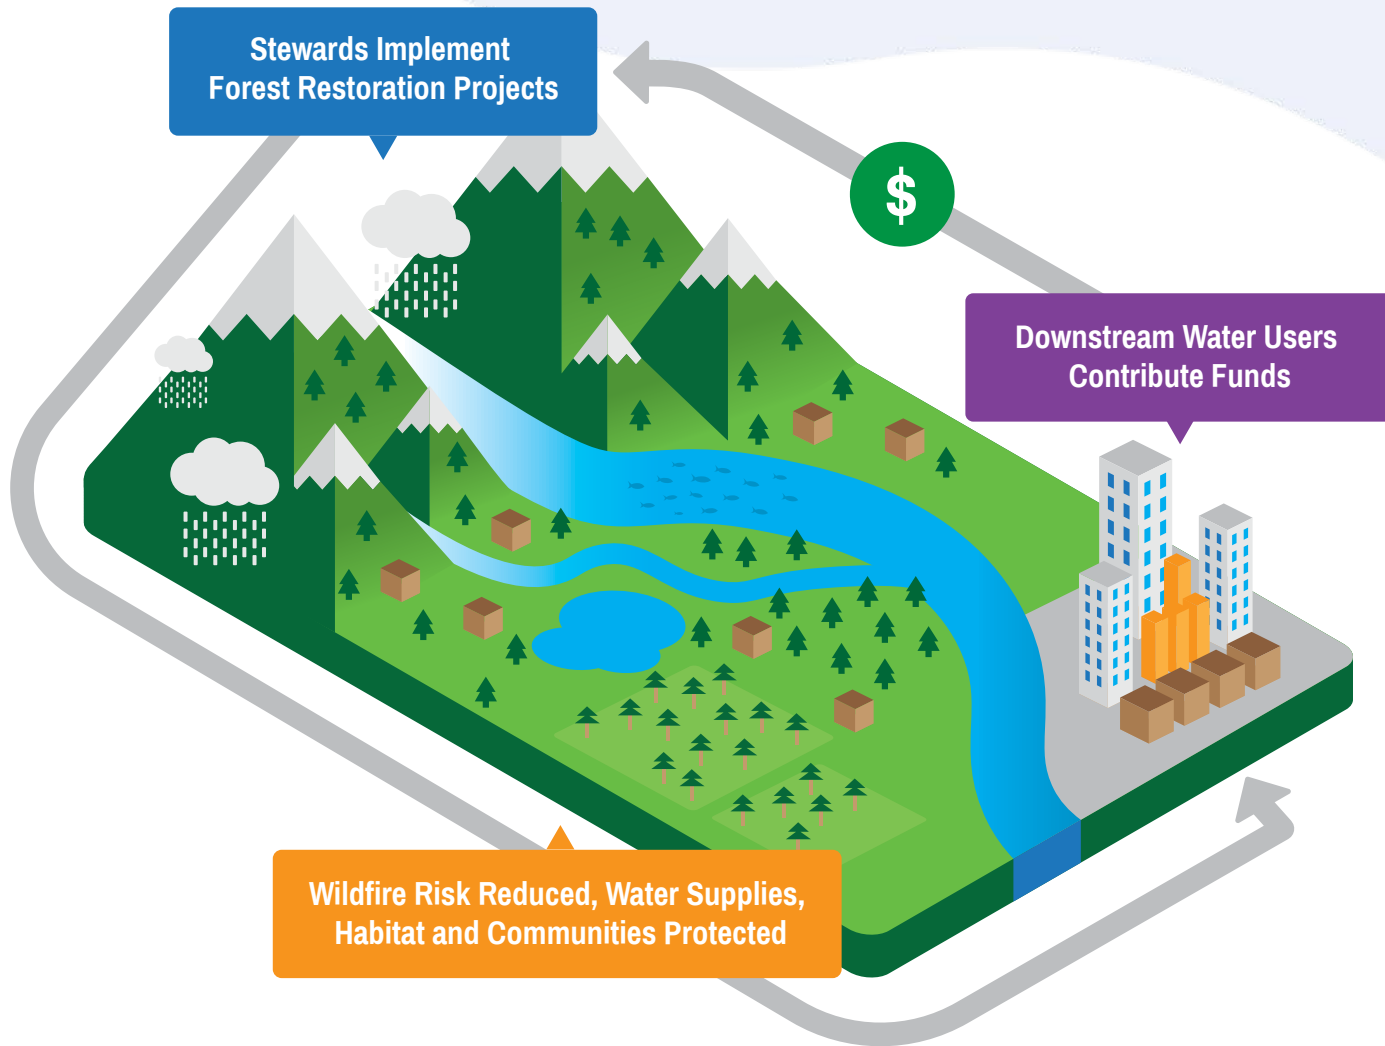 Stewards Implement
Forest Restoration Projects
$
Downstream Water Users
Contribute Funds
Wildfire Risk Reduced, Water Supplies,
Habitat and Communities Protected